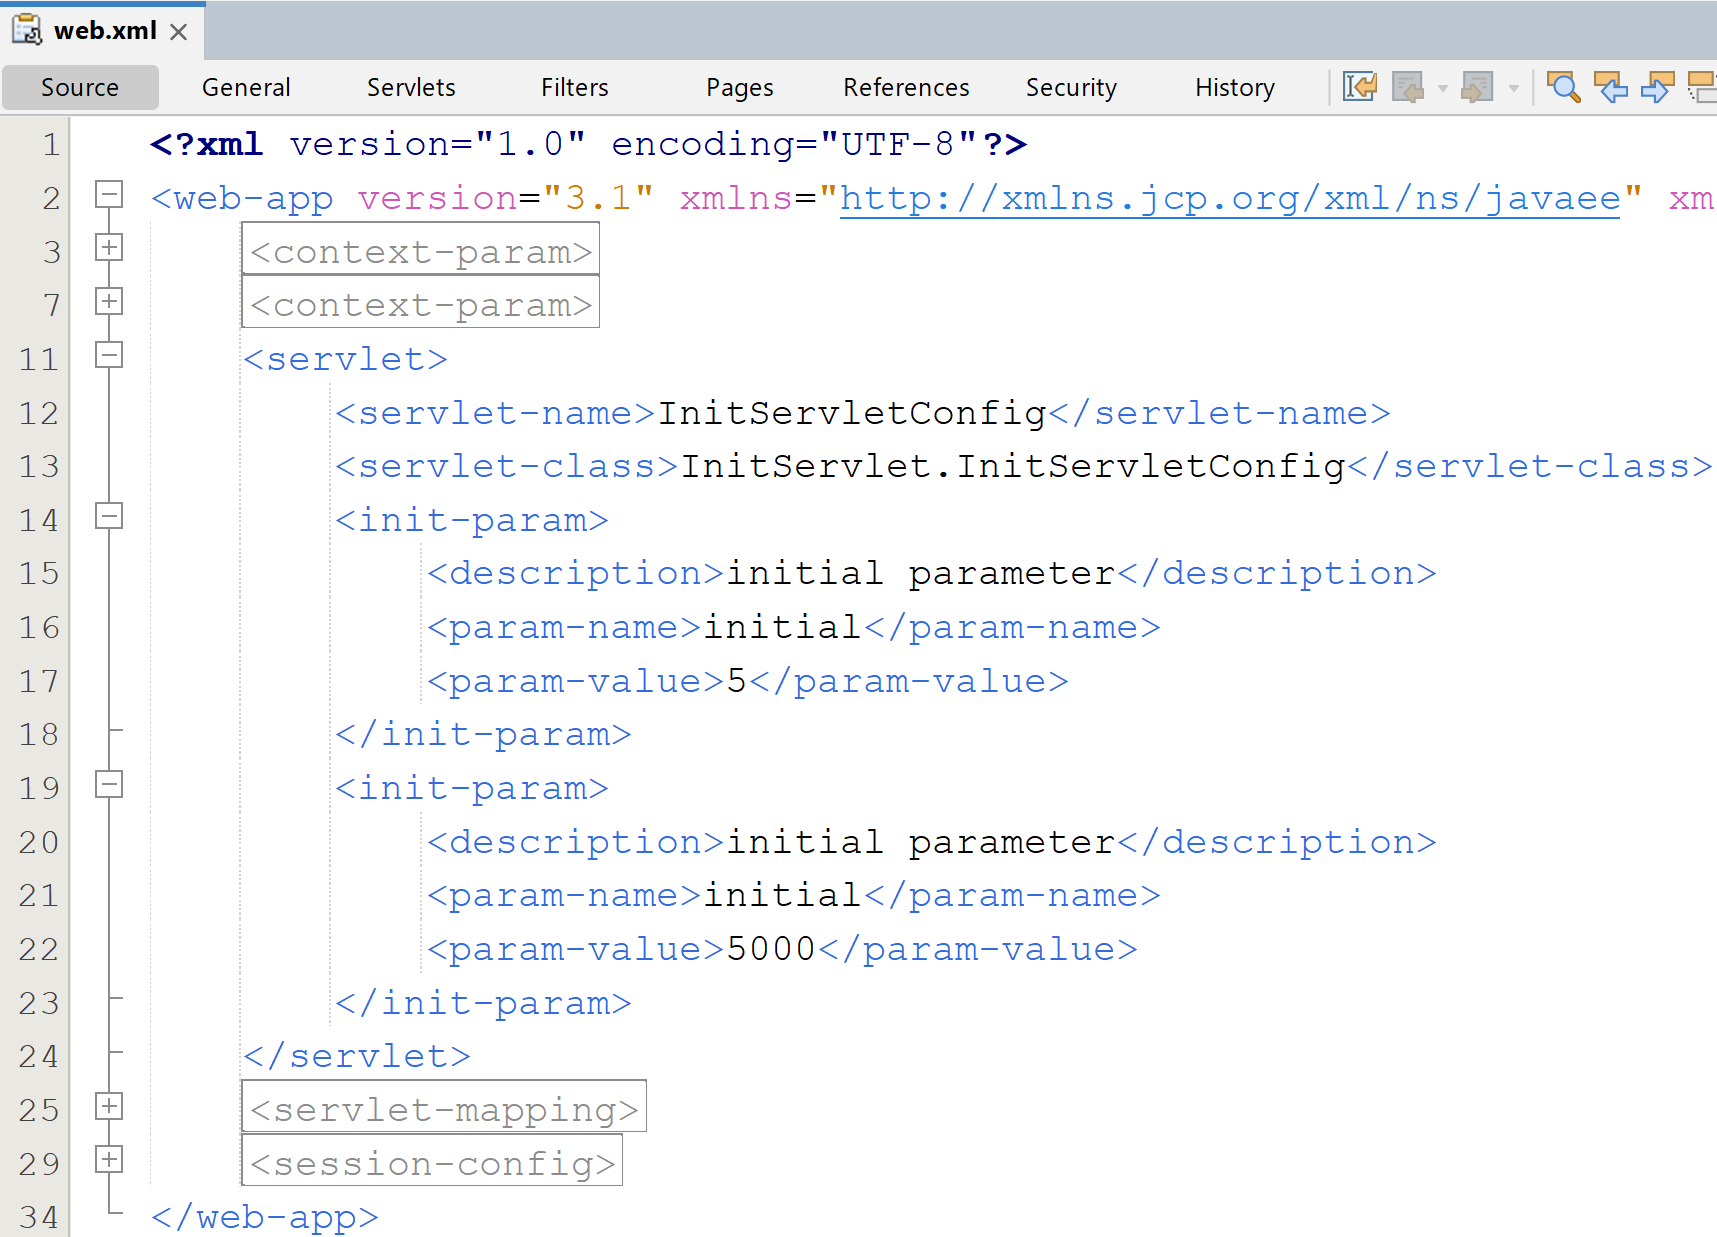 web.xml
Source General Servlets Filters Pages References Security History
1 <?xml version="1.0" encoding="UTF-8"?>
2 <web-app version="3.1" xmlns="http://xmlns.jcp.org/xml/ns/javaee" xm
3 <context-param>
7 <context-param>
11 <servlet>
12 <servlet-name>InitServletConfig</servlet-name>
13 <servlet-class>InitServlet.InitServletConfig</servlet-class>
14 <init-param>
15 <description>initial parameter</description>
16 <param-name>initial</param-name>
17 <param-value>5</param-value>
18 </init-param>
19 <init-param>
20 <description>initial parameter</description>
21 <param-name>initial</param-name>
22 <param-value>5000</param-value>
23 </init-param>
24 </servlet>
25 <servlet-mapping>
29 <session-config>
34 </web-app>